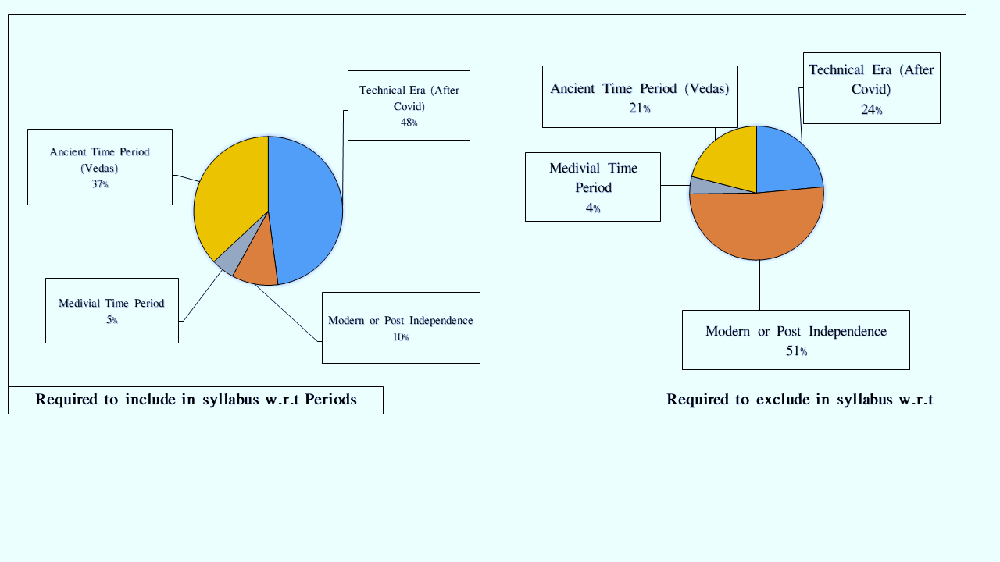 Technical Era (After
Covid)
48%
Ancient Time Period
(Vedas)
37%
Medivial Time Period
5%
Modern or Post Independence
10%
Required to include in syllabus w.r.t Periods
Technical Era (After
Covid)
24%
Ancient Time Period (Vedas)
21%
Medivial Time
Period
4%
Modern or Post Independence
51%
Required to exclude in syllabus w.r.t